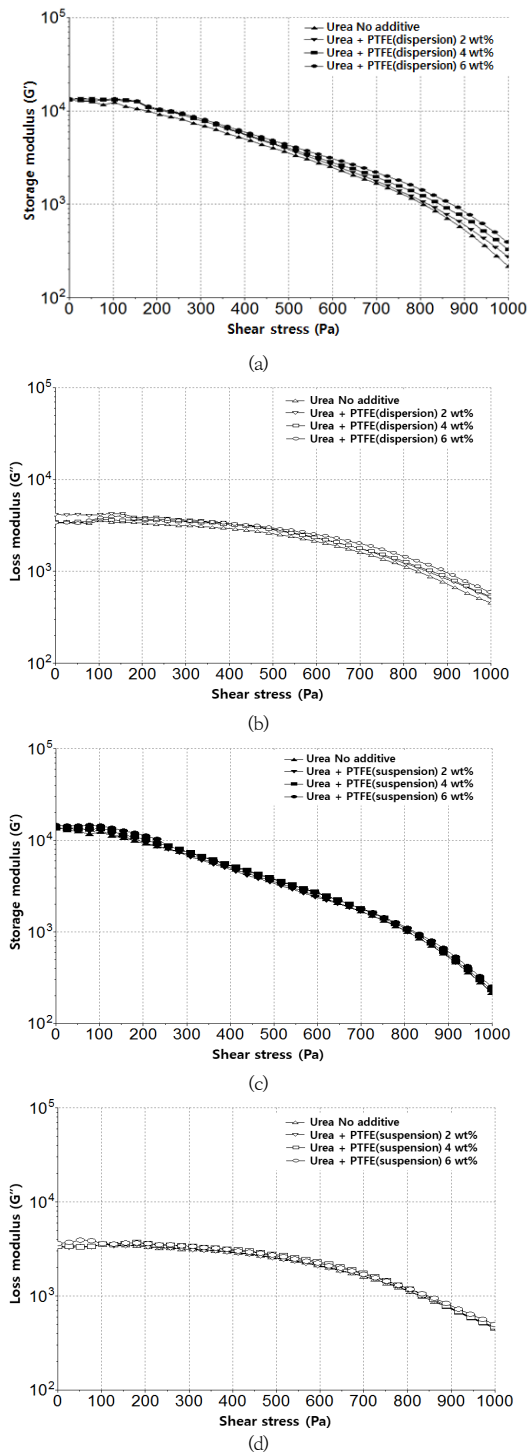 Urea No additive
Urea + PTFE(dispersion) 2 wt%
Urea + PTFE(dispersion) 4 wt%
Urea + PTFE(dispersion) 6 wt%
10⁵
10⁴
10³
10²
Storage modulus (G')
0 100 200 300 400 500 600 700 800 900 1000
Shear stress (Pa)
(a)
Urea No additive
Urea + PTFE(dispersion) 2 wt%
Urea + PTFE(dispersion) 4 wt%
Urea + PTFE(dispersion) 6 wt%
10⁵
10⁴
10³
10²
Loss modulus (G")
0 100 200 300 400 500 600 700 800 900 1000
Shear stress (Pa)
(b)
Urea No additive
Urea + PTFE(suspension) 2 wt%
Urea + PTFE(suspension) 4 wt%
Urea + PTFE(suspension) 6 wt%
10⁵
10⁴
10³
10²
Storage modulus (G')
0 100 200 300 400 500 600 700 800 900 1000
Shear stress (Pa)
(c)
Urea No additive
Urea + PTFE(suspension) 2 wt%
Urea + PTFE(suspension) 4 wt%
Urea + PTFE(suspension) 6 wt%
10⁵
10⁴
10³
10²
Loss modulus (G")
0 100 200 300 400 500 600 700 800 900 1000
Shear stress (Pa)
(d)